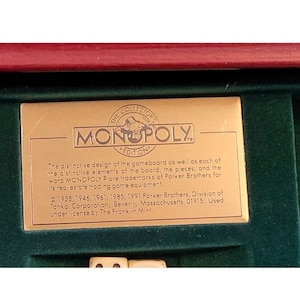 THE COLLECTOR'S
MONOPOLY®
EDITION
The distinctive design of the gameboard as well as each of
the distinctive elements of the board, the pieces, and the
word MONOPOLY ® are trademarks of Parker Brothers for
its real estate trading game equipment.
©1935, 1946, 1961, 1985, 1991 Parker Brothers, Division of
Tonka Corporation, Beverly, Massachusetts 01915. Used
under license by The Franklin Mint.